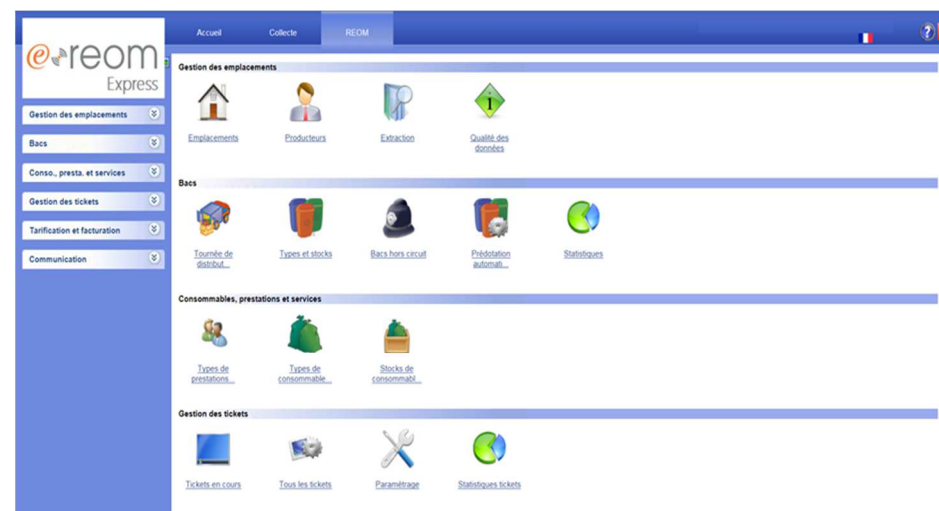 Accueil Collecte REOM
e-reom
Express
Gestion des emplacements
Bacs
Conso., presta. et services
Gestion des tickets
Tarification et facturation
Communication
Gestion des emplacements
Emplacements Producteurs Extraction Qualité des
données
Bacs
Tournée de Types et stocks Bacs hors circuit Prédotation Statistiques
distribut... automati...
Consommables, prestations et services
Types de Types de Stocks de
prestations... consommable... consommabl...
Gestion des tickets
Tickets en cours Tous les tickets Paramétrage Statistiques tickets